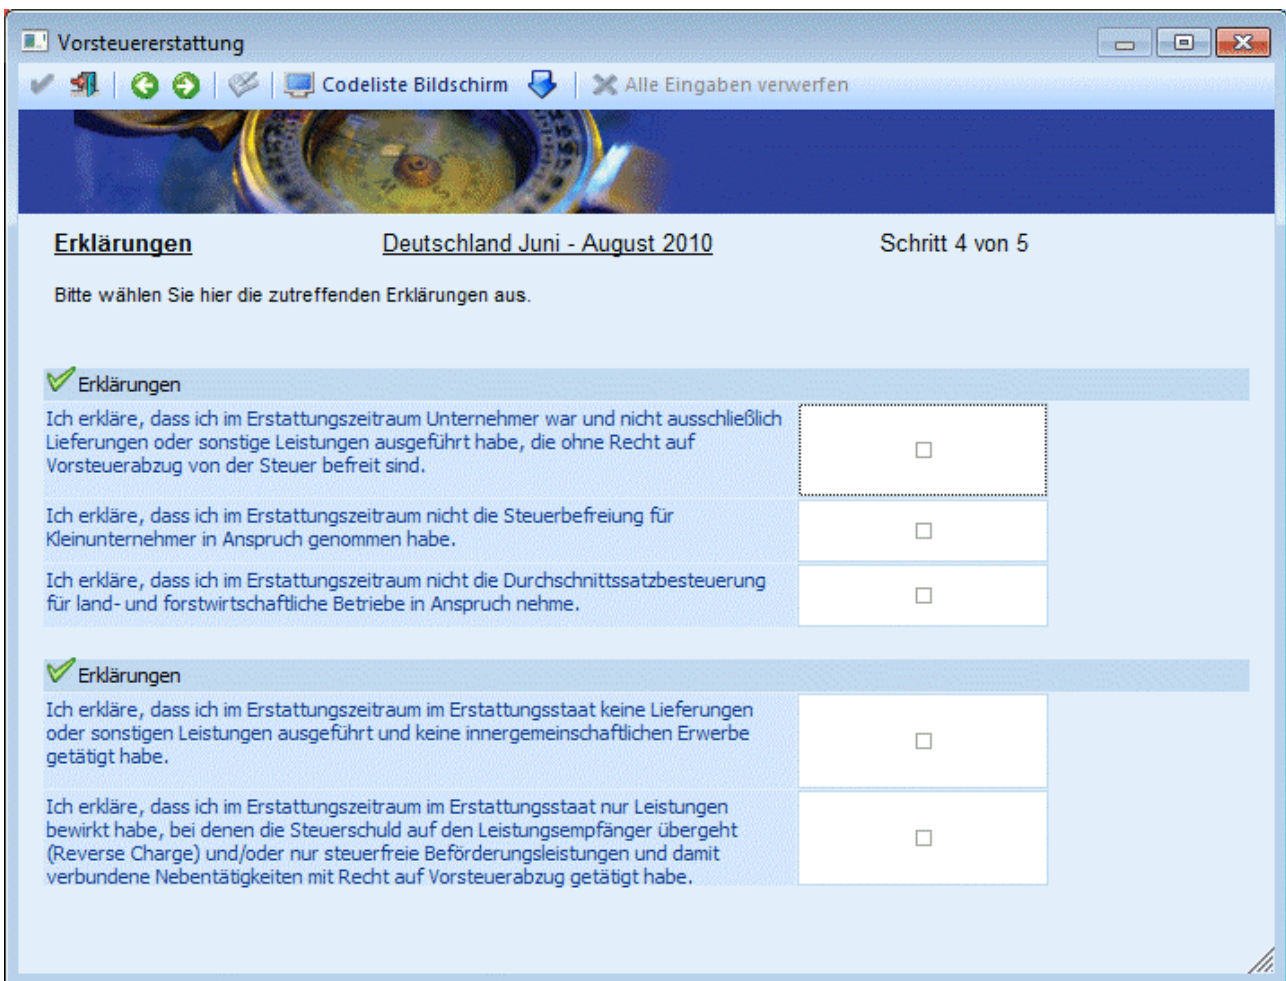 Vorsteuererstattung
Codeliste Bildschirm Alle Eingaben verwerfen
Erklärungen Deutschland Juni - August 2010 Schritt 4 von 5
Bitte wählen Sie hier die zutreffenden Erklärungen aus.
Erklärungen
Ich erkläre, dass ich im Erstattungszeitraum Unternehmer war und nicht ausschließlich
Lieferungen oder sonstige Leistungen ausgeführt habe, die ohne Recht auf
Vorsteuerabzug von der Steuer befreit sind.
Ich erkläre, dass ich im Erstattungszeitraum nicht die Steuerbefreiung für
Kleinunternehmer in Anspruch genommen habe.
Ich erkläre, dass ich im Erstattungszeitraum nicht die Durchschnittssatzbesteuerung
für land- und forstwirtschaftliche Betriebe in Anspruch nehme.
Erklärungen
Ich erkläre, dass ich im Erstattungszeitraum im Erstattungsstaat keine Lieferungen
oder sonstigen Leistungen ausgeführt und keine innergemeinschaftlichen Erwerbe
getätigt habe.
Ich erkläre, dass ich im Erstattungszeitraum im Erstattungsstaat nur Leistungen
bewirkt habe, bei denen die Steuerschuld auf den Leistungsempfänger übergeht
(Reverse Charge) und/oder nur steuerfreie Beförderungsleistungen und damit
verbundene Nebentätigkeiten mit Recht auf Vorsteuerabzug getätigt habe.